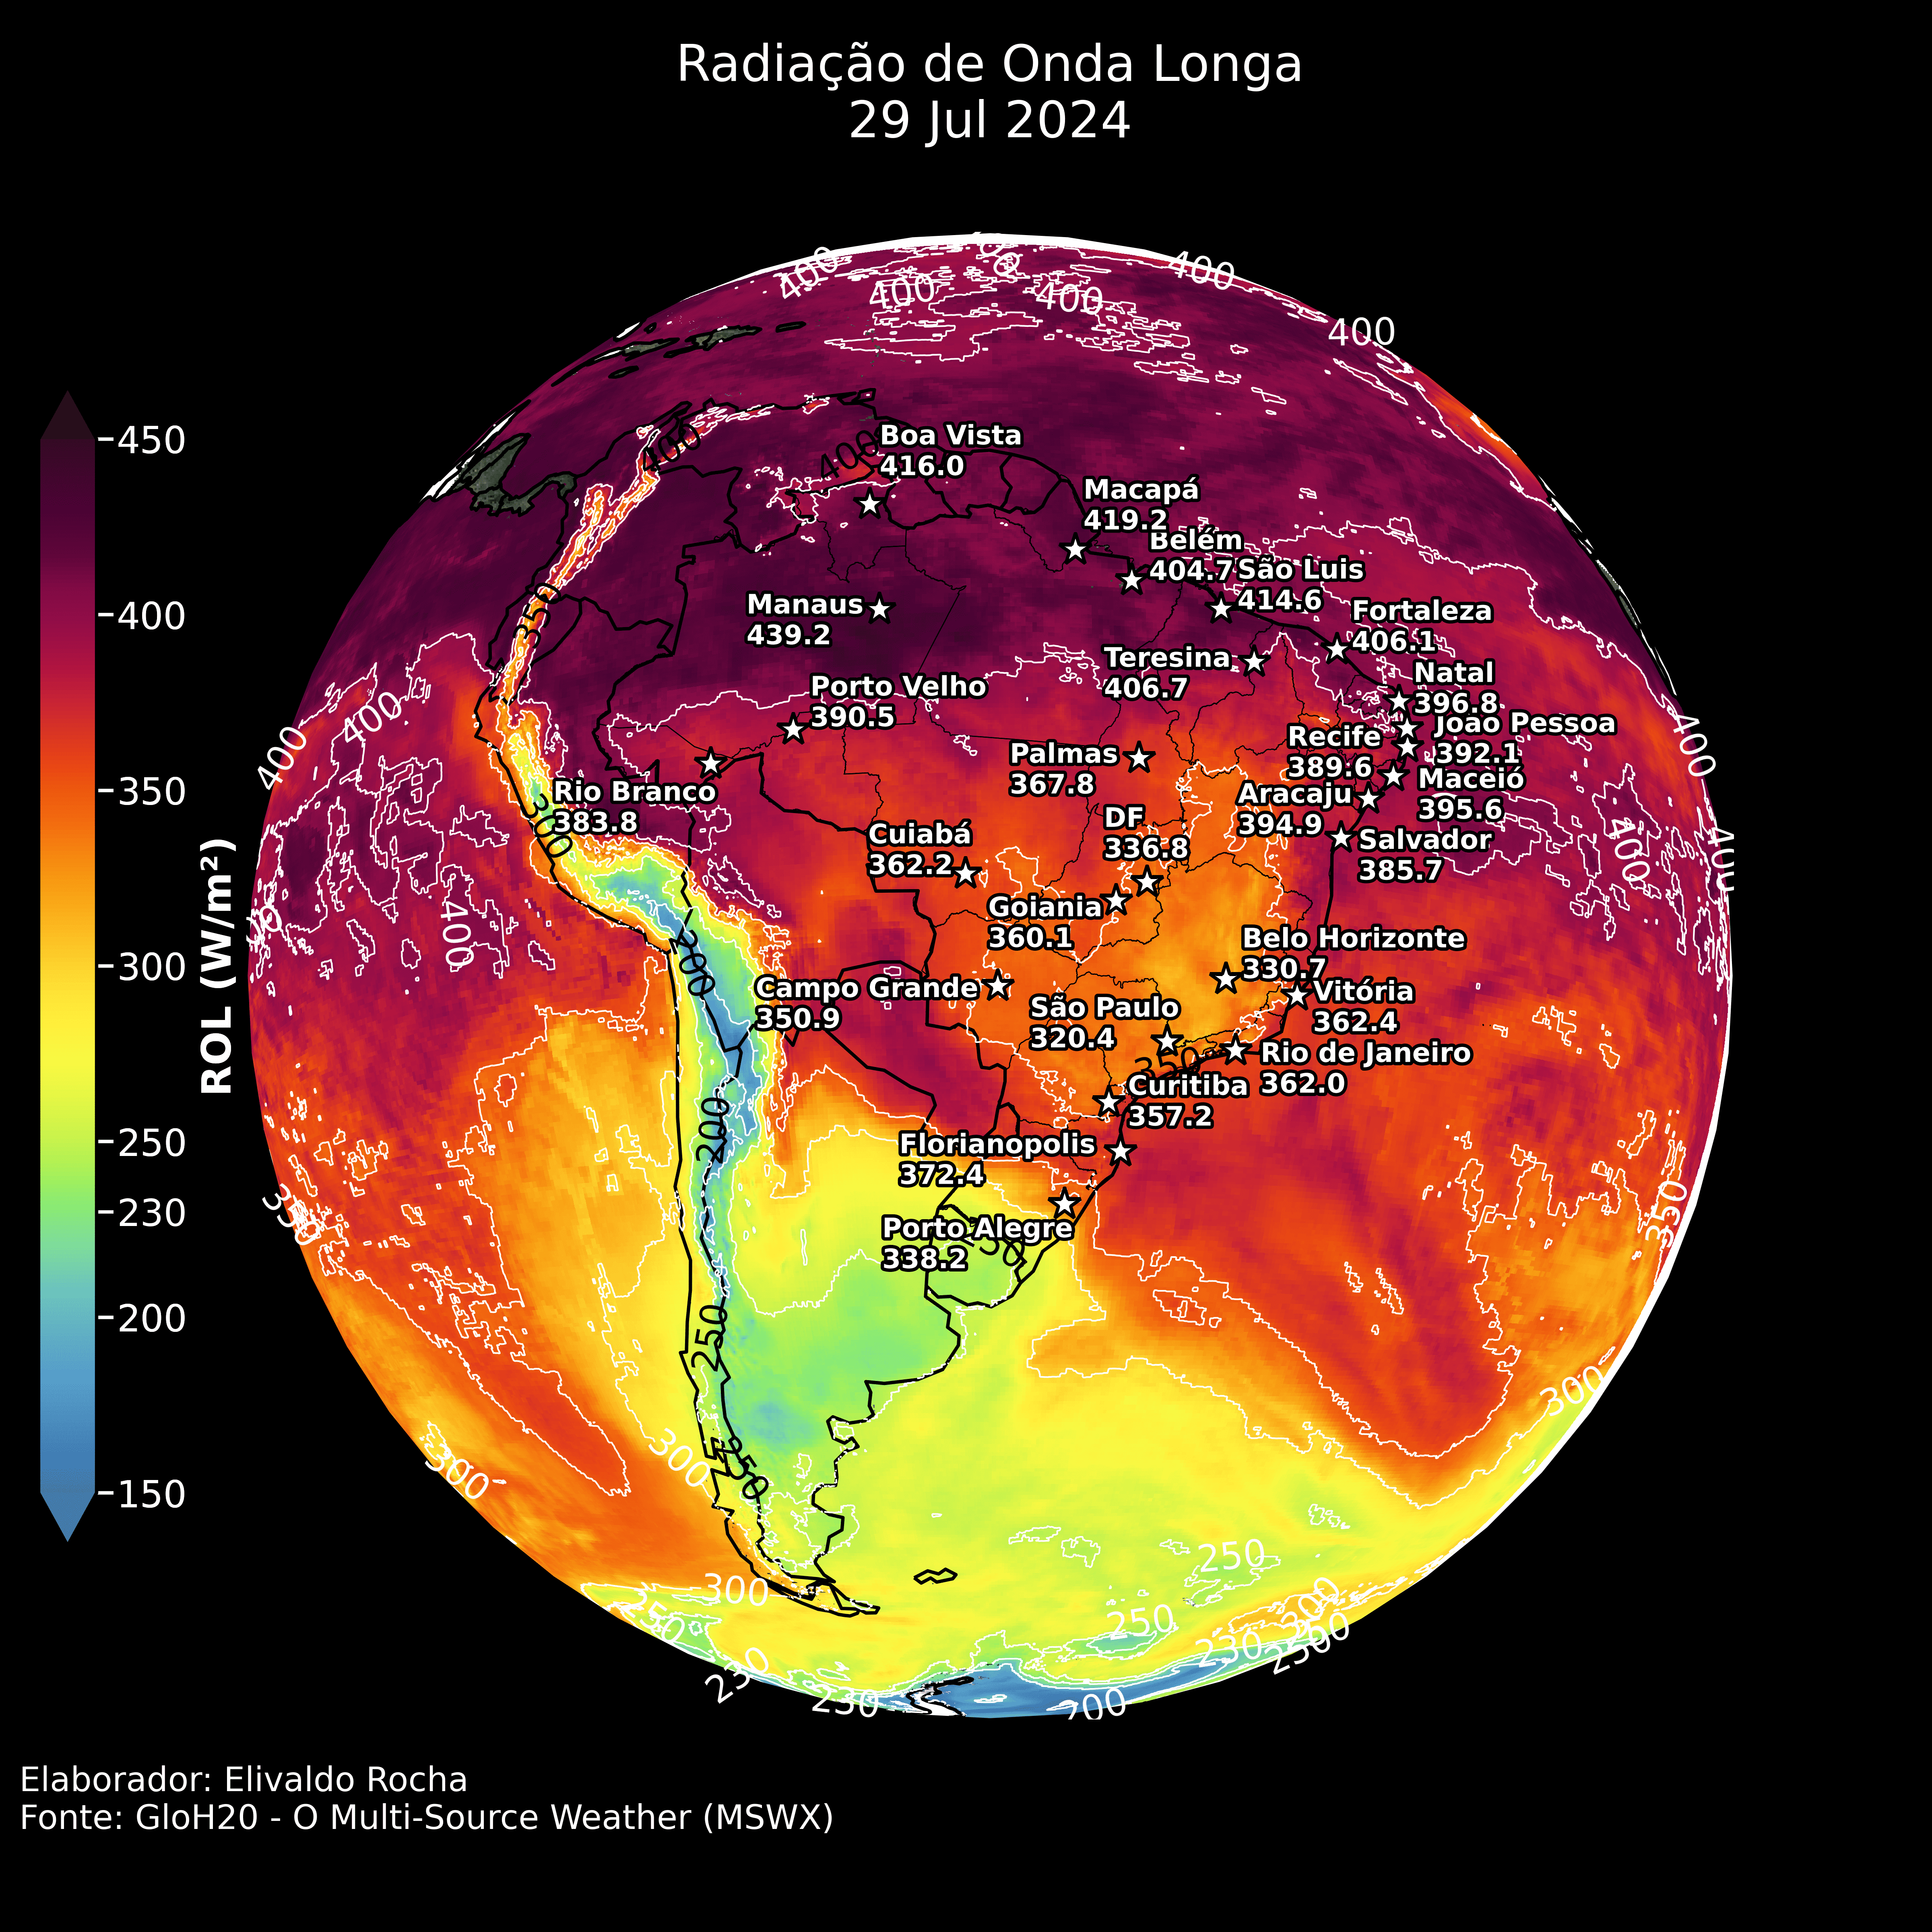 Radiação de Onda Longa
29 Jul 2024
400
400
400
400
400
450
400
350
300
250
230
200
150
ROL (W/m²)
400
400
Boa Vista
416.0
Macapá
419.2
Belém
404.7
São Luis
414.6
Manaus
439.2
Fortaleza
406.1
350
Teresina
406.7
Natal
396.8
Porto Velho
390.5
João Pessoa
392.1
Recife
389.6
Palmas
367.8
Maceió
395.6
Aracaju
394.9
Rio Branco
383.8
400
400
400
300
DF
336.8
Cuiabá
362.2
Salvador
385.7
400
400
400
Goiania
360.1
Belo Horizonte
330.7
200
Campo Grande
350.9
Vitória
362.4
São Paulo
320.4
350
Rio de Janeiro
362.0
Curitiba
357.2
200
Florianopolis
372.4
350
350
Porto Alegre
338.2
250
300
300
300
250
250
300
250
250
300
230
250
230
230
200
Elaborador: Elivaldo Rocha
Fonte: GloH20 - O Multi-Source Weather (MSWX)